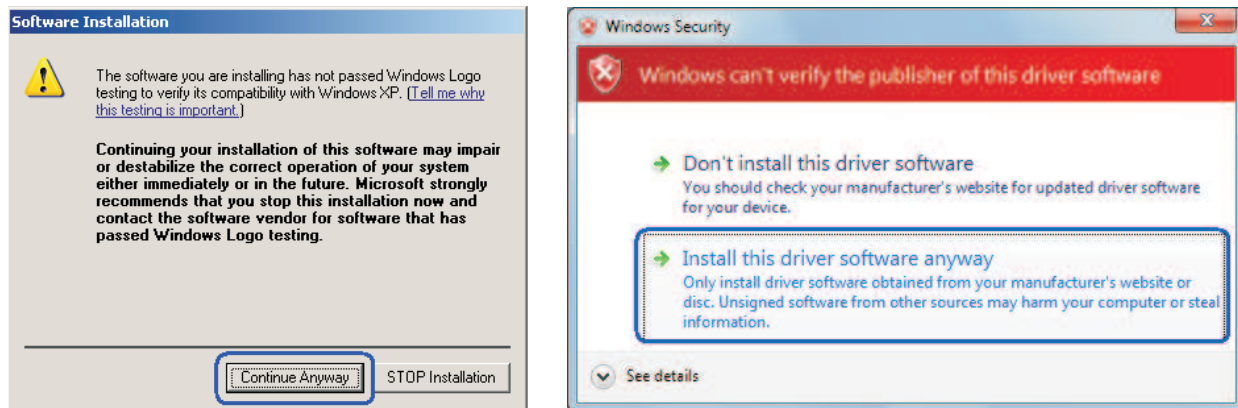 Software Installation
The software you are installing has not passed Windows Logo
testing to verify its compatibility with Windows XP. (Tell me why
this testing is important.)
Continuing your installation of this software may impair
or destabilize the correct operation of your system
either immediately or in the future. Microsoft strongly
recommends that you stop this installation now and
contact the software vendor for software that has
passed Windows Logo testing.
Continue Anyway
STOP Installation
Windows Security
Windows can't verify the publisher of this driver software
Don't install this driver software
You should check your manufacturer's website for updated driver software
for your device.
Install this driver software anyway
Only install driver software obtained from your manufacturer's website or
disc. Unsigned software from other sources may harm your computer or steal
information.
See details